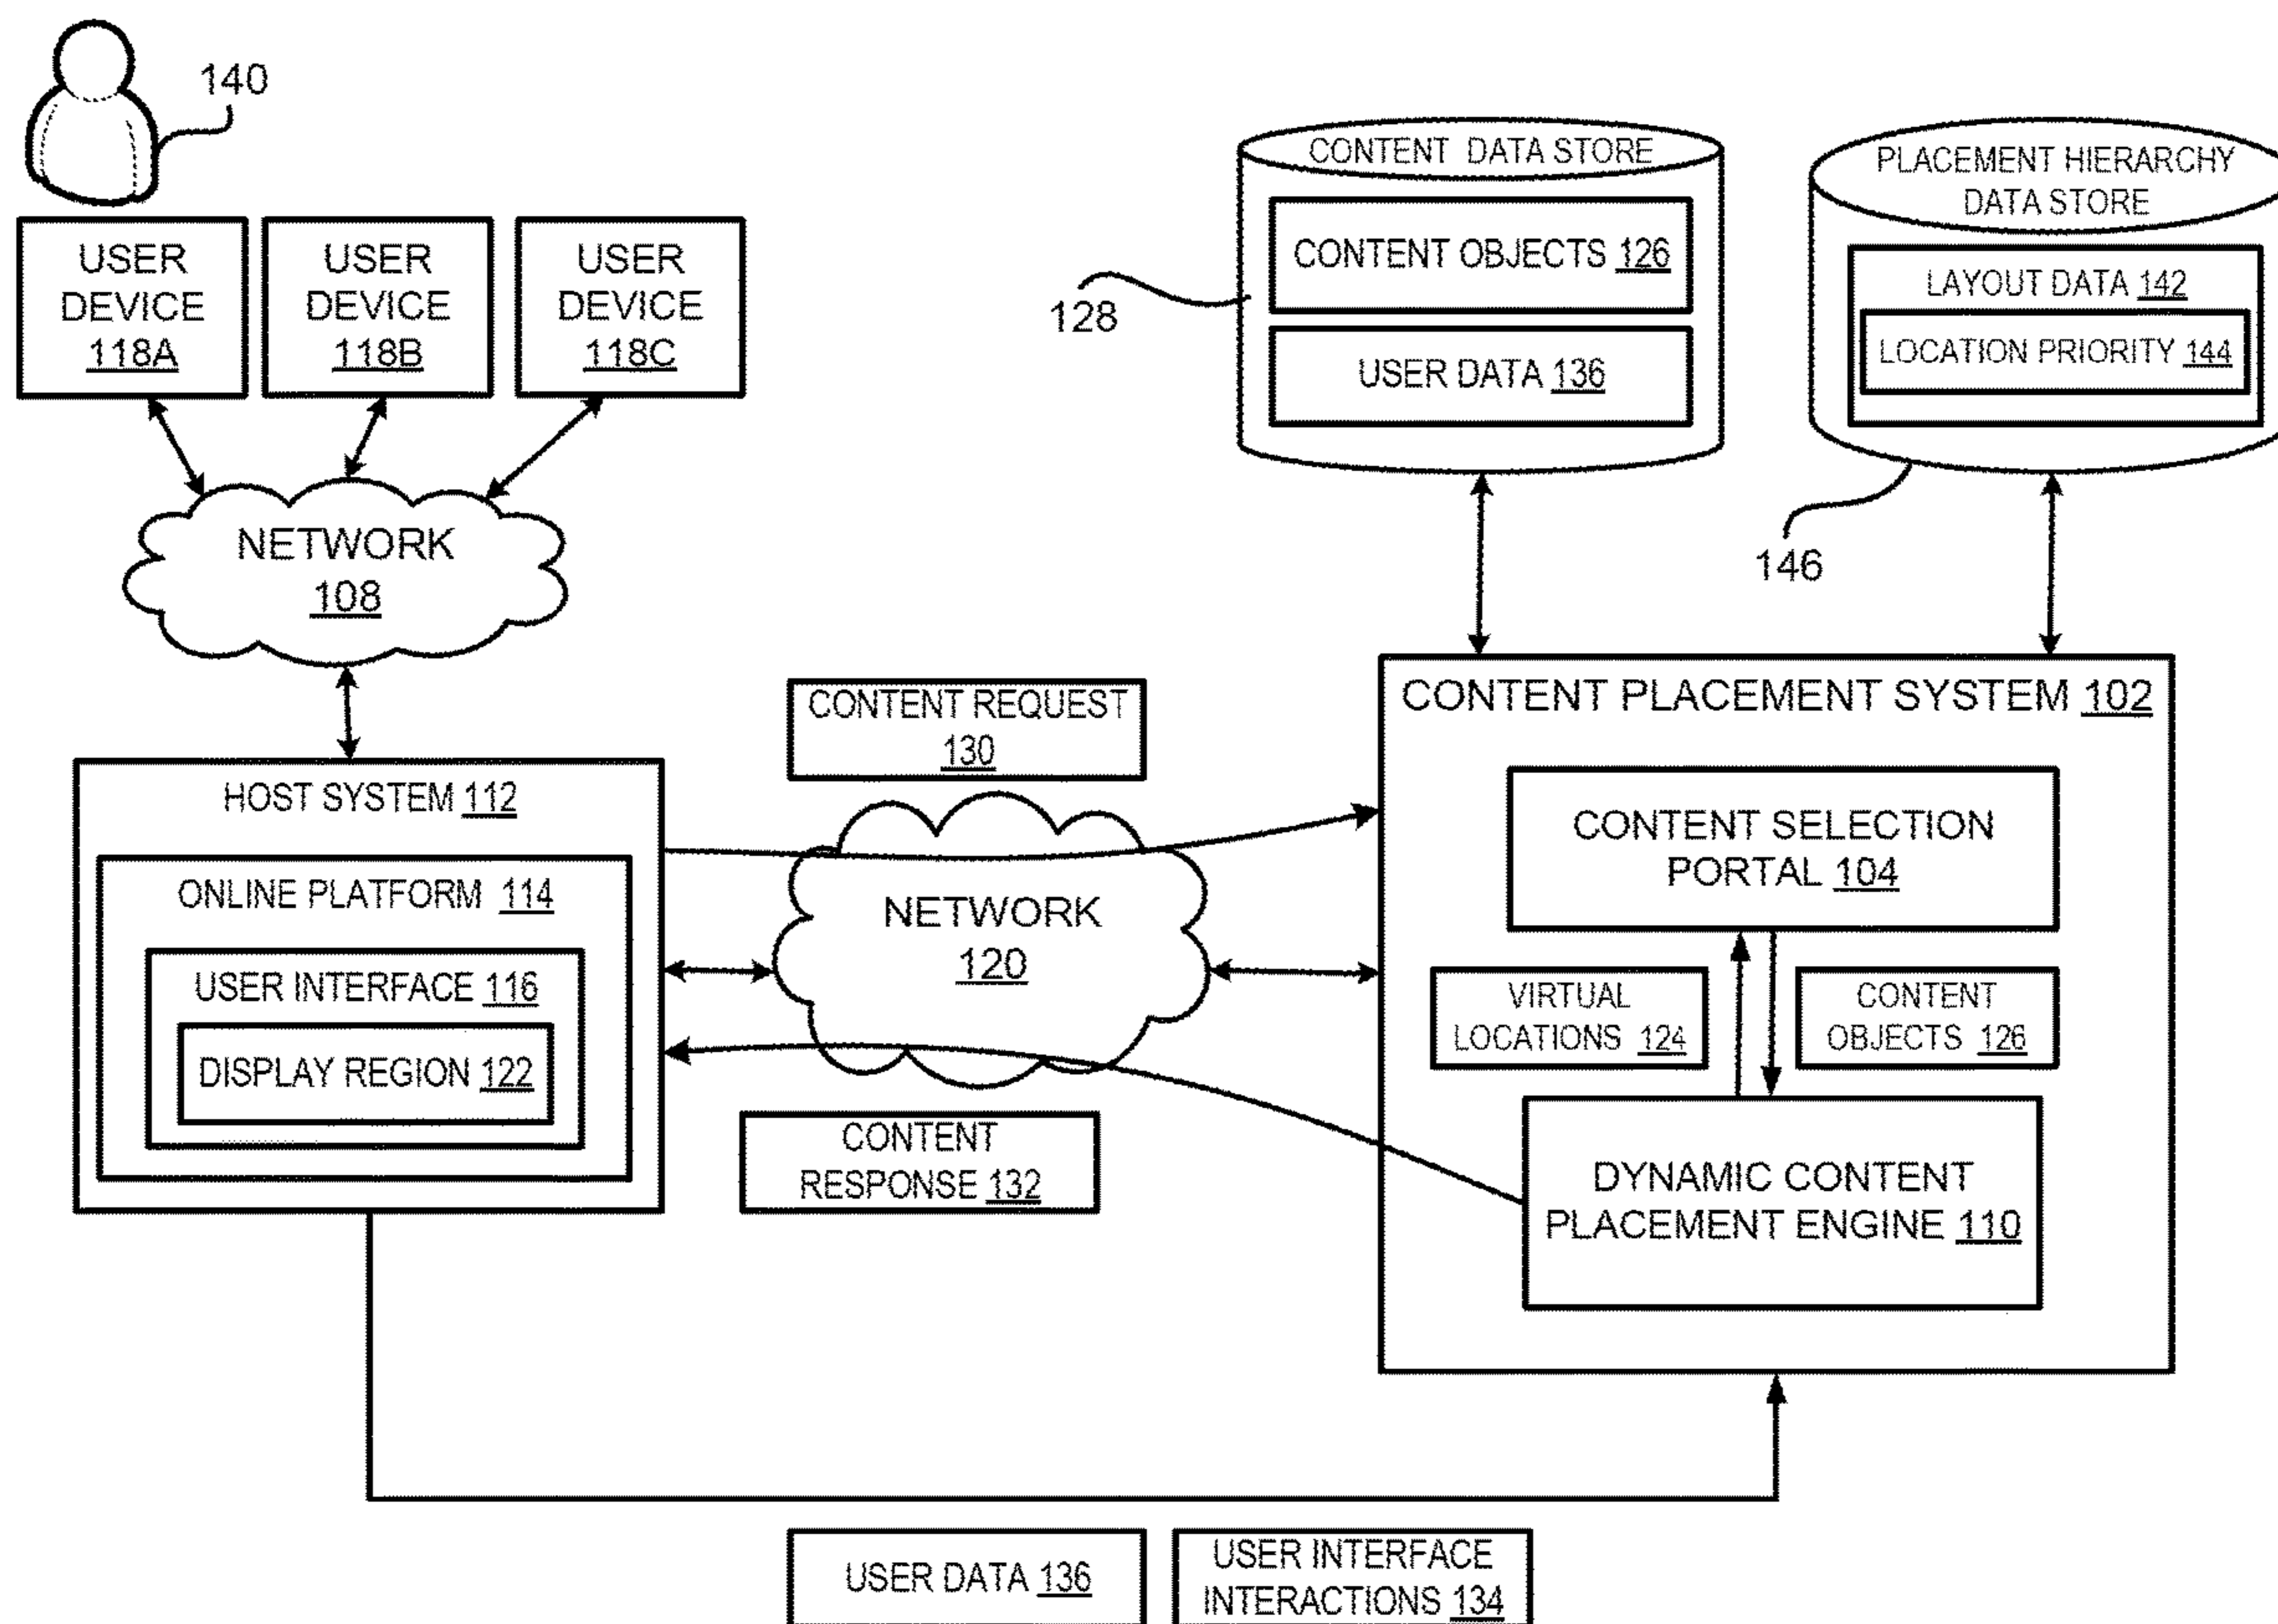 140
USER
DEVICE
118A
USER
DEVICE
118B
USER
DEVICE
118C
NETWORK
108
CONTENT DATA STORE
CONTENT OBJECTS 126
USER DATA 136
128
PLACEMENT HIERARCHY
DATA STORE
LAYOUT DATA 142
LOCATION PRIORITY 144
146
HOST SYSTEM 112
ONLINE PLATFORM 114
USER INTERFACE 116
DISPLAY REGION 122
CONTENT REQUEST
130
NETWORK
120
CONTENT
RESPONSE 132
CONTENT PLACEMENT SYSTEM 102
CONTENT SELECTION
PORTAL 104
VIRTUAL
LOCATIONS 124
CONTENT
OBJECTS 126
DYNAMIC CONTENT
PLACEMENT ENGINE 110
USER DATA 136
USER INTERFACE
INTERACTIONS 134